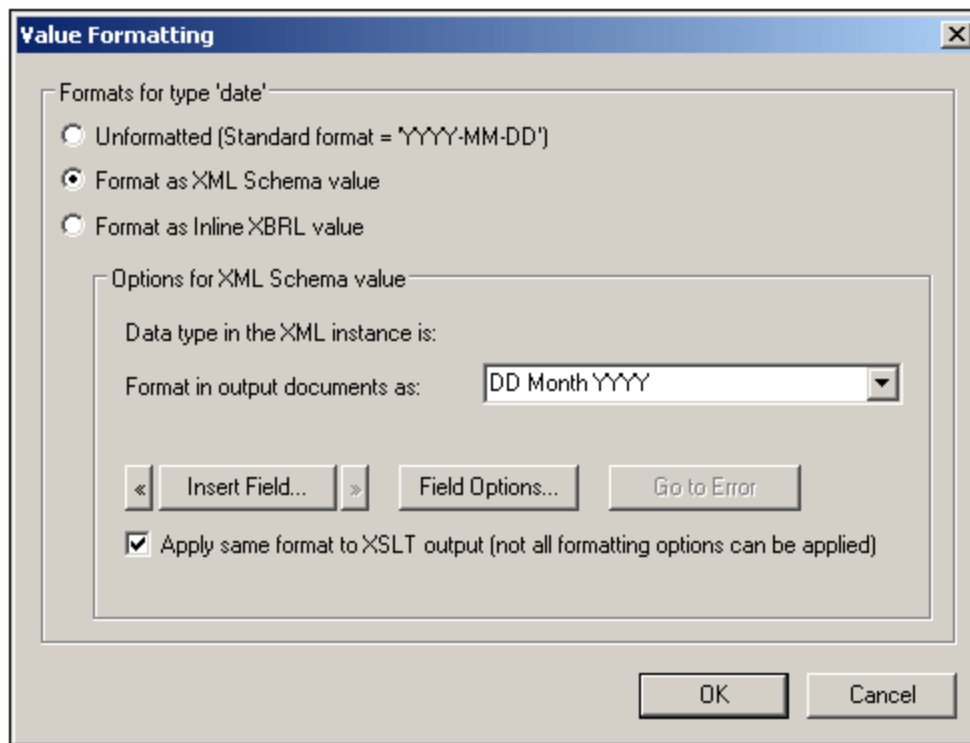 Value Formatting
Formats for type 'date'
Unformatted (Standard format = 'YYYY-MM-DD')
Format as XML Schema value
Format as Inline XBRL value
Options for XML Schema value
Data type in the XML instance is:
Format in output documents as: DD Month YYYY
« Insert Field... » Field Options... Go to Error
Apply same format to XSLT output (not all formatting options can be applied)
OK Cancel